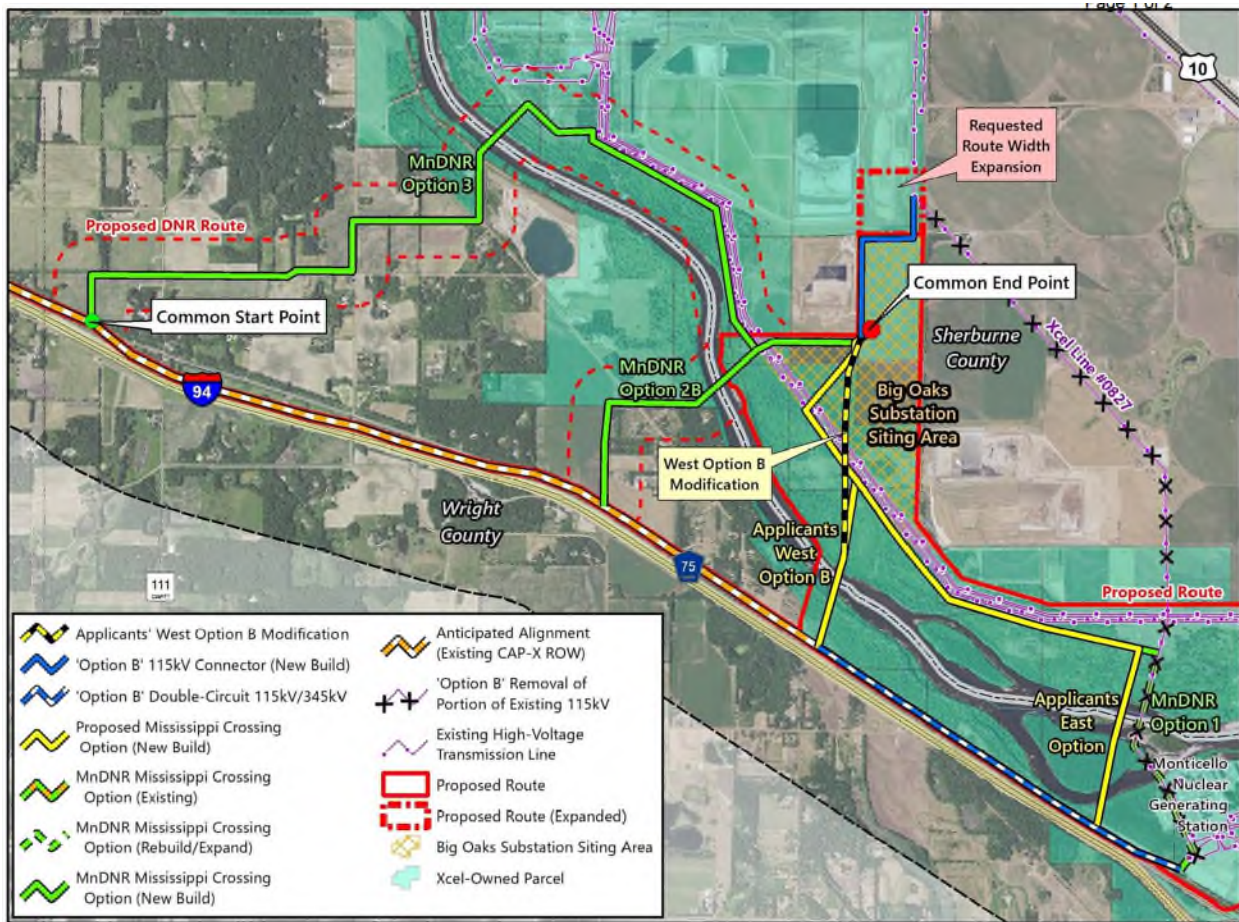 Page 1 of 2
10
Requested
Route Width
Expansion
MnDNR
Option 3
Proposed DNR Route
Common Start Point
Common End Point
Sherburne
County
Xcel Line #0827
94
MnDNR
Option 2B
Big Oaks
Substation
Siting Area
West Option B
Modification
Wright
County
Applicants
West
Option B
75
111
Proposed Route
Applicants
East
Option
MnDNR
Option 1
Monticello
Nuclear
Generating
Station
Applicants' West Option B Modification
'Option B' 115kV Connector (New Build)
'Option B' Double-Circuit 115kV/345kV
Proposed Mississippi Crossing
Option (New Build)
MnDNR Mississippi Crossing
Option (Existing)
MnDNR Mississippi Crossing
Option (Rebuild/Expand)
MnDNR Mississippi Crossing
Option (New Build)
Anticipated Alignment
(Existing CAP-X ROW)
'Option B' Removal of
Portion of Existing 115kV
Existing High-Voltage
Transmission Line
Proposed Route
Proposed Route (Expanded)
Big Oaks Substation Siting Area
Xcel-Owned Parcel